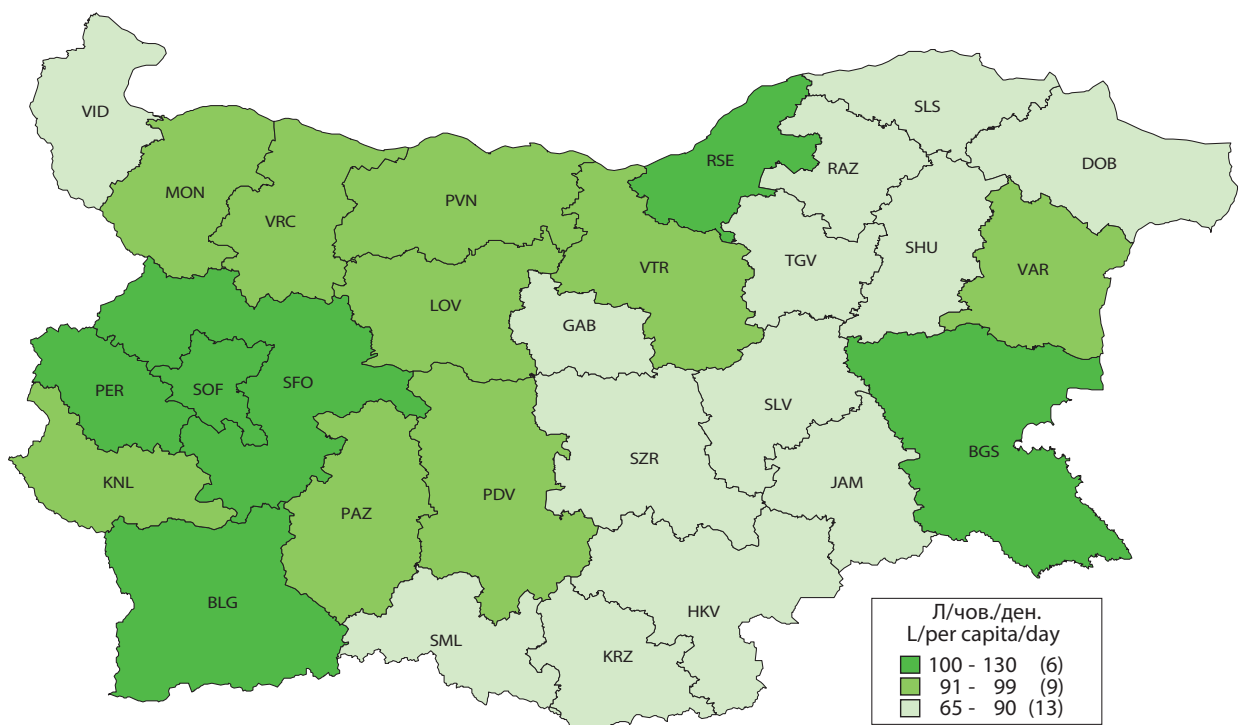 VID
SLS
DOB
RSE
RAZ
MON
VRC
PVN
SHU
VTR
TGV
VAR
LOV
GAB
PER
SOF
SFO
SLV
BGS
SZR
KNL
JAM
PDV
PAZ
BLG
HKV
SML
KRZ
Л/чов./ден.
L/per capita/day
100 - 130 (6)
91 - 99 (9)
65 - 90 (13)